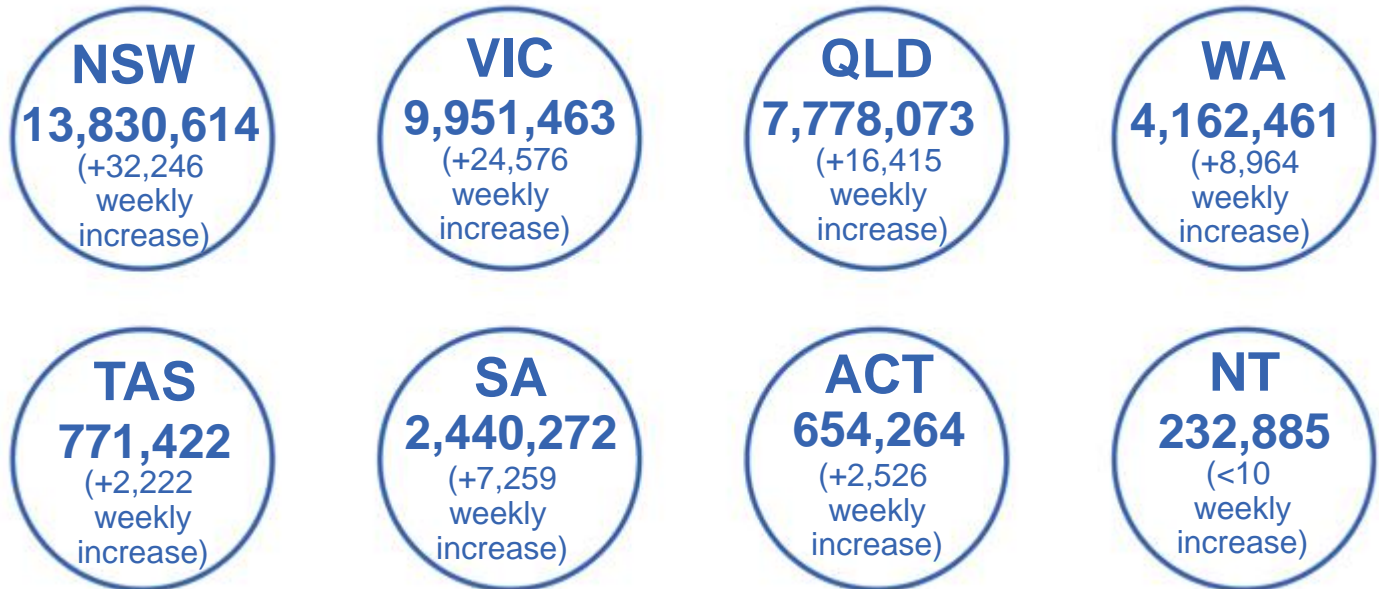 NSW
13,830,614
(+32,246
weekly
increase)
VIC
9,951,463
(+24,576
weekly
increase)
QLD
7,778,073
(+16,415
weekly
increase)
WA
4,162,461
(+8,964
weekly
increase)
TAS
771,422
(+2,222
weekly
increase)
SA
2,440,272
(+7,259
weekly
increase)
ACT
654,264
(+2,526
weekly
increase)
NT
232,885
(<10
weekly
increase)